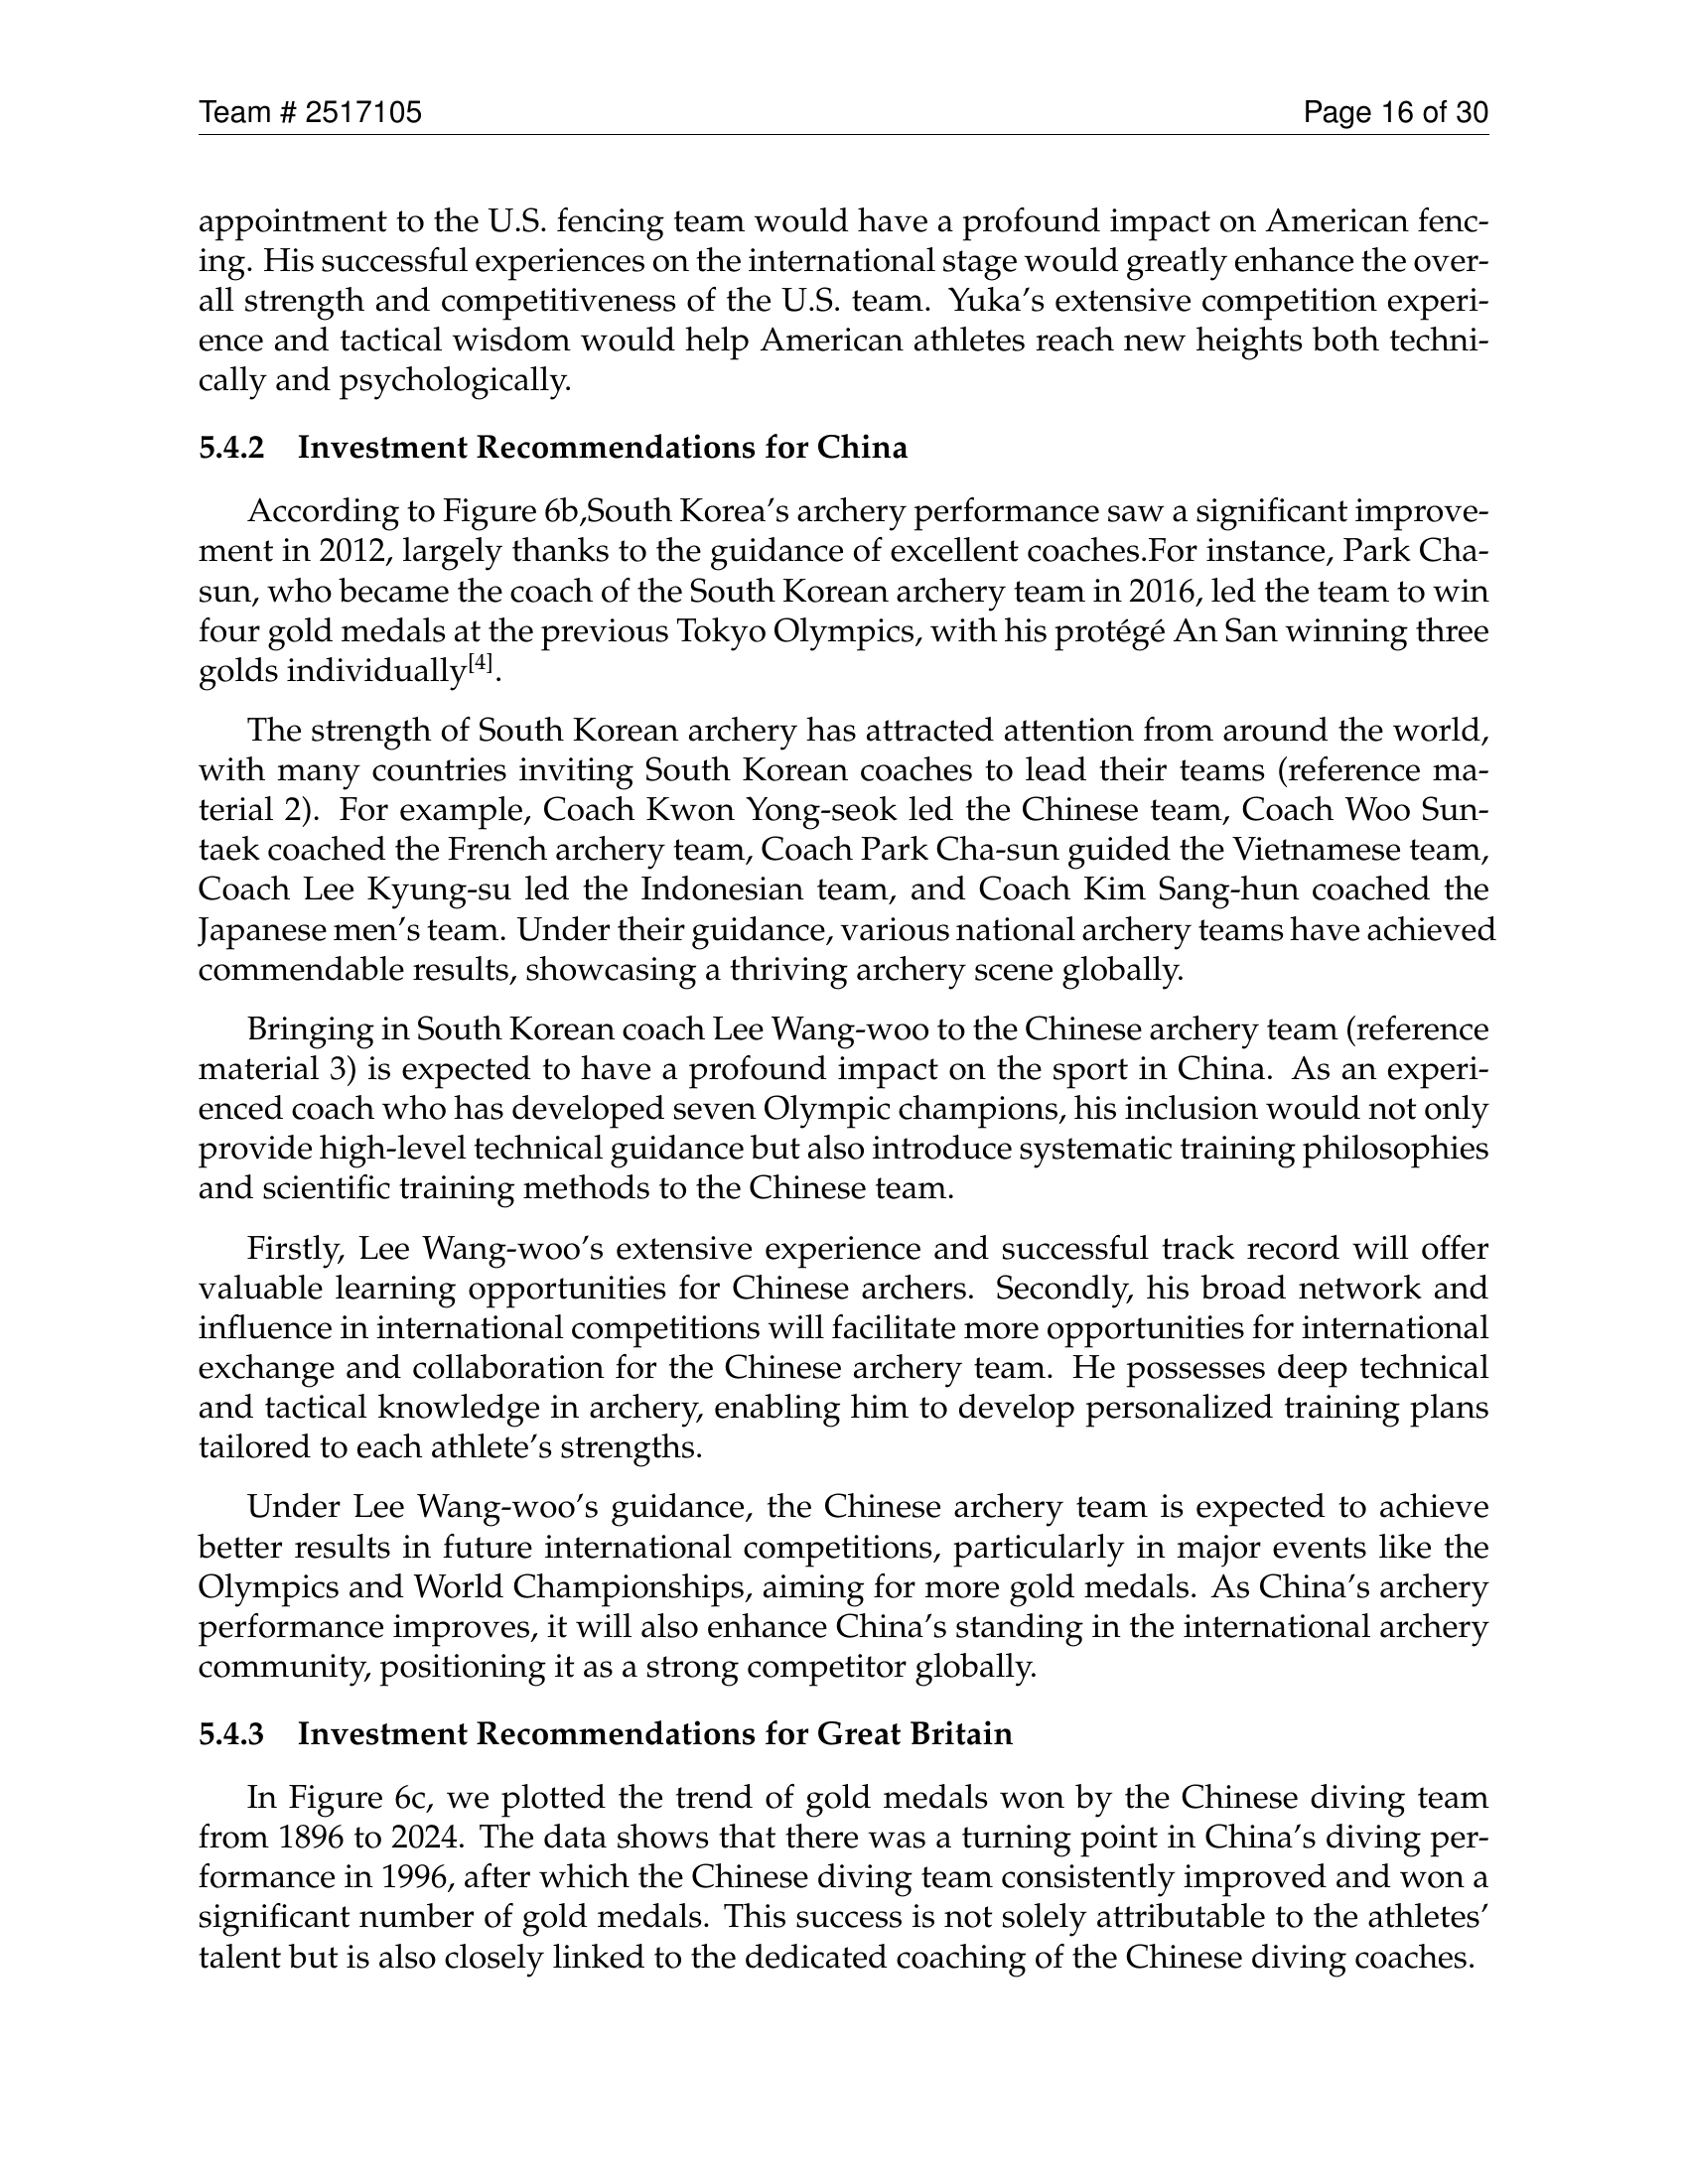 Team # 2517105 Page 16 of 30
appointment to the U.S. fencing team would have a profound impact on American fenc-
ing. His successful experiences on the international stage would greatly enhance the over-
all strength and competitiveness of the U.S. team. Yuka's extensive competition experi-
ence and tactical wisdom would help American athletes reach new heights both techni-
cally and psychologically.
5.4.2 Investment Recommendations for China
According to Figure 6b,South Korea's archery performance saw a significant improve-
ment in 2012, largely thanks to the guidance of excellent coaches.For instance, Park Cha-
sun, who became the coach of the South Korean archery team in 2016, led the team to win
four gold medals at the previous Tokyo Olympics, with his protégé An San winning three
golds individually[4].
The strength of South Korean archery has attracted attention from around the world,
with many countries inviting South Korean coaches to lead their teams (reference ma-
terial 2). For example, Coach Kwon Yong-seok led the Chinese team, Coach Woo Sun-
taek coached the French archery team, Coach Park Cha-sun guided the Vietnamese team,
Coach Lee Kyung-su led the Indonesian team, and Coach Kim Sang-hun coached the
Japanese men's team. Under their guidance, various national archery teams have achieved
commendable results, showcasing a thriving archery scene globally.
Bringing in South Korean coach Lee Wang-woo to the Chinese archery team (reference
material 3) is expected to have a profound impact on the sport in China. As an experi-
enced coach who has developed seven Olympic champions, his inclusion would not only
provide high-level technical guidance but also introduce systematic training philosophies
and scientific training methods to the Chinese team.
Firstly, Lee Wang-woo's extensive experience and successful track record will offer
valuable learning opportunities for Chinese archers. Secondly, his broad network and
influence in international competitions will facilitate more opportunities for international
exchange and collaboration for the Chinese archery team. He possesses deep technical
and tactical knowledge in archery, enabling him to develop personalized training plans
tailored to each athlete's strengths.
Under Lee Wang-woo's guidance, the Chinese archery team is expected to achieve
better results in future international competitions, particularly in major events like the
Olympics and World Championships, aiming for more gold medals. As China's archery
performance improves, it will also enhance China's standing in the international archery
community, positioning it as a strong competitor globally.
5.4.3 Investment Recommendations for Great Britain
In Figure 6c, we plotted the trend of gold medals won by the Chinese diving team
from 1896 to 2024. The data shows that there was a turning point in China's diving per-
formance in 1996, after which the Chinese diving team consistently improved and won a
significant number of gold medals. This success is not solely attributable to the athletes'
talent but is also closely linked to the dedicated coaching of the Chinese diving coaches.